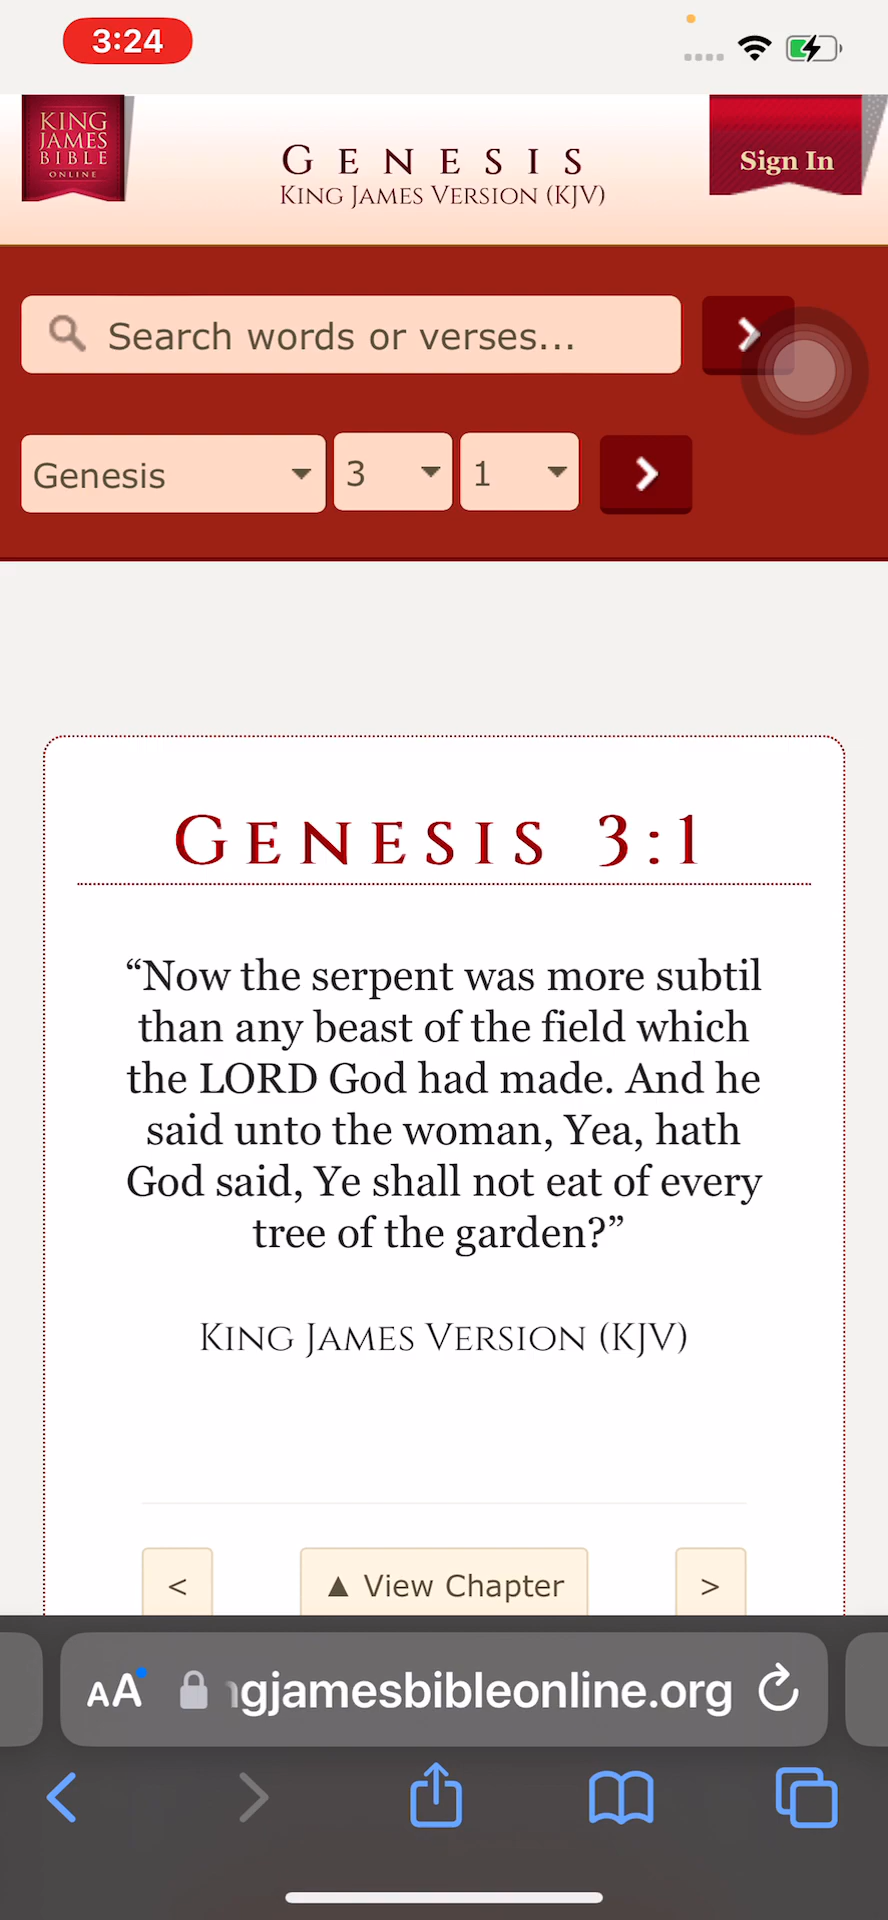 3:24
KING
JAMES
BIBLE
ONLINE
GENESIS
KING JAMES VERSION (KJV)
Sign In
Search words or verses...
Genesis
3
1
GENESIS 3:1
“Now the serpent was more subtil
than any beast of the field which
the LORD God had made. And he
said unto the woman, Yea, hath
God said, Ye shall not eat of every
tree of the garden?”
KING JAMES VERSION (KJV)
<
▲ View Chapter
>
AA
gjamesbibleonline.org